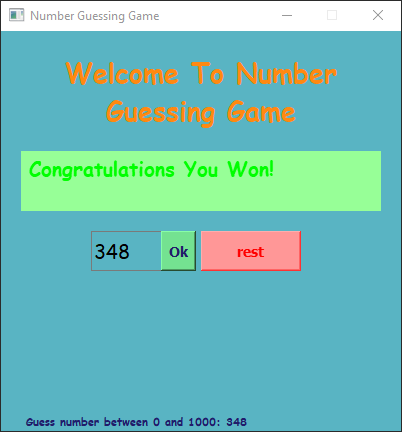 Number Guessing Game
Welcome To Number
Guessing Game
Congratulations You Won!
348 Ok rest
Guess number between 0 and 1000: 348